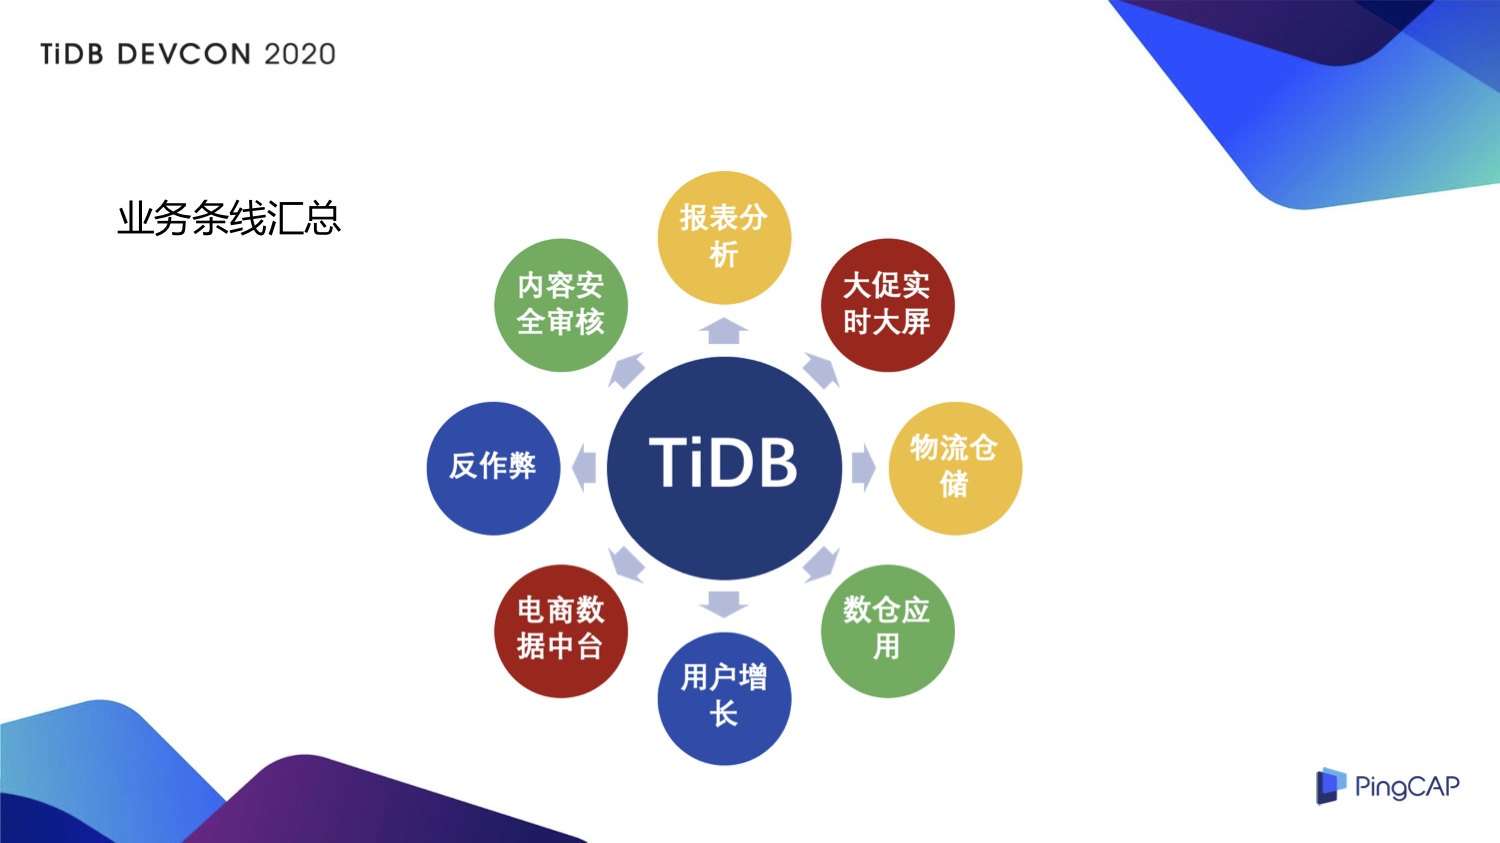 TiDB DEVCON 2020
业务条线汇总
报表分
析
大促实
时大屏
物流仓
储
数仓应
用
用户增
长
电商数
据中台
反作弊
内容安
全审核
TiDB
PingCAP